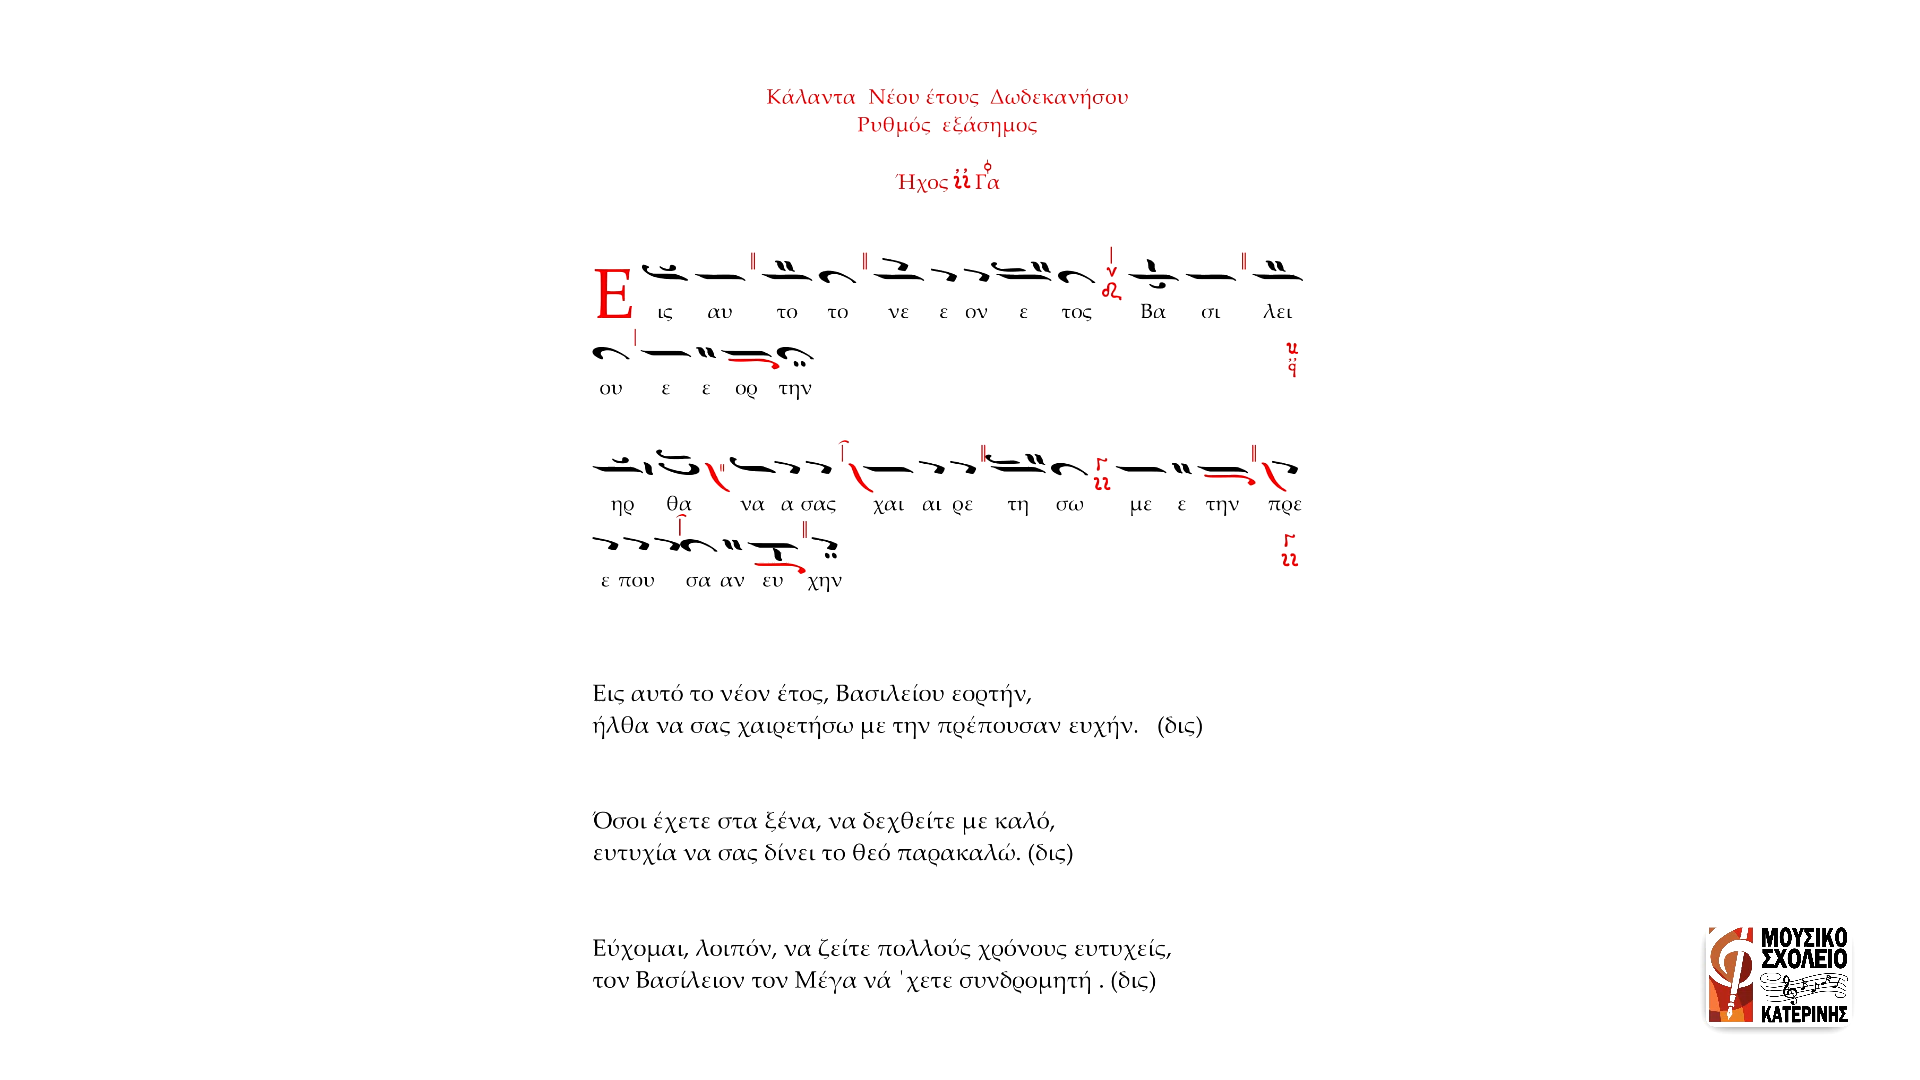 Κάλαντα Νέου έτους Δωδεκανήσου
Ρυθμός εξάσημος
Ήχος Γα
Εις αυ το το νε ε ον ε τος Βα σι λει
ου ε ε ορ την
ηρ θα να α σας χαι αι ρε τη σω με ε την πρε
ε που σα αν ευ χην
Εις αυτό το νέον έτος, Βασιλείου εορτήν,
ήλθα να σας χαιρετήσω με την πρέπουσαν ευχήν. (δις)
Όσοι έχετε στα ξένα, να δεχθείτε με καλό,
ευτυχία να σας δίνει το θεό παρακαλώ. (δις)
Εύχομαι, λοιπόν, να ζείτε πολλούς χρόνους ευτυχείς,
τον Βασίλειον τον Μέγα νά 'χετε συνδρομητή . (δις)
ΜΟΥΣΙΚΟ
ΣΧΟΛΕΙΟ
ΚΑΤΕΡΙΝΗΣ